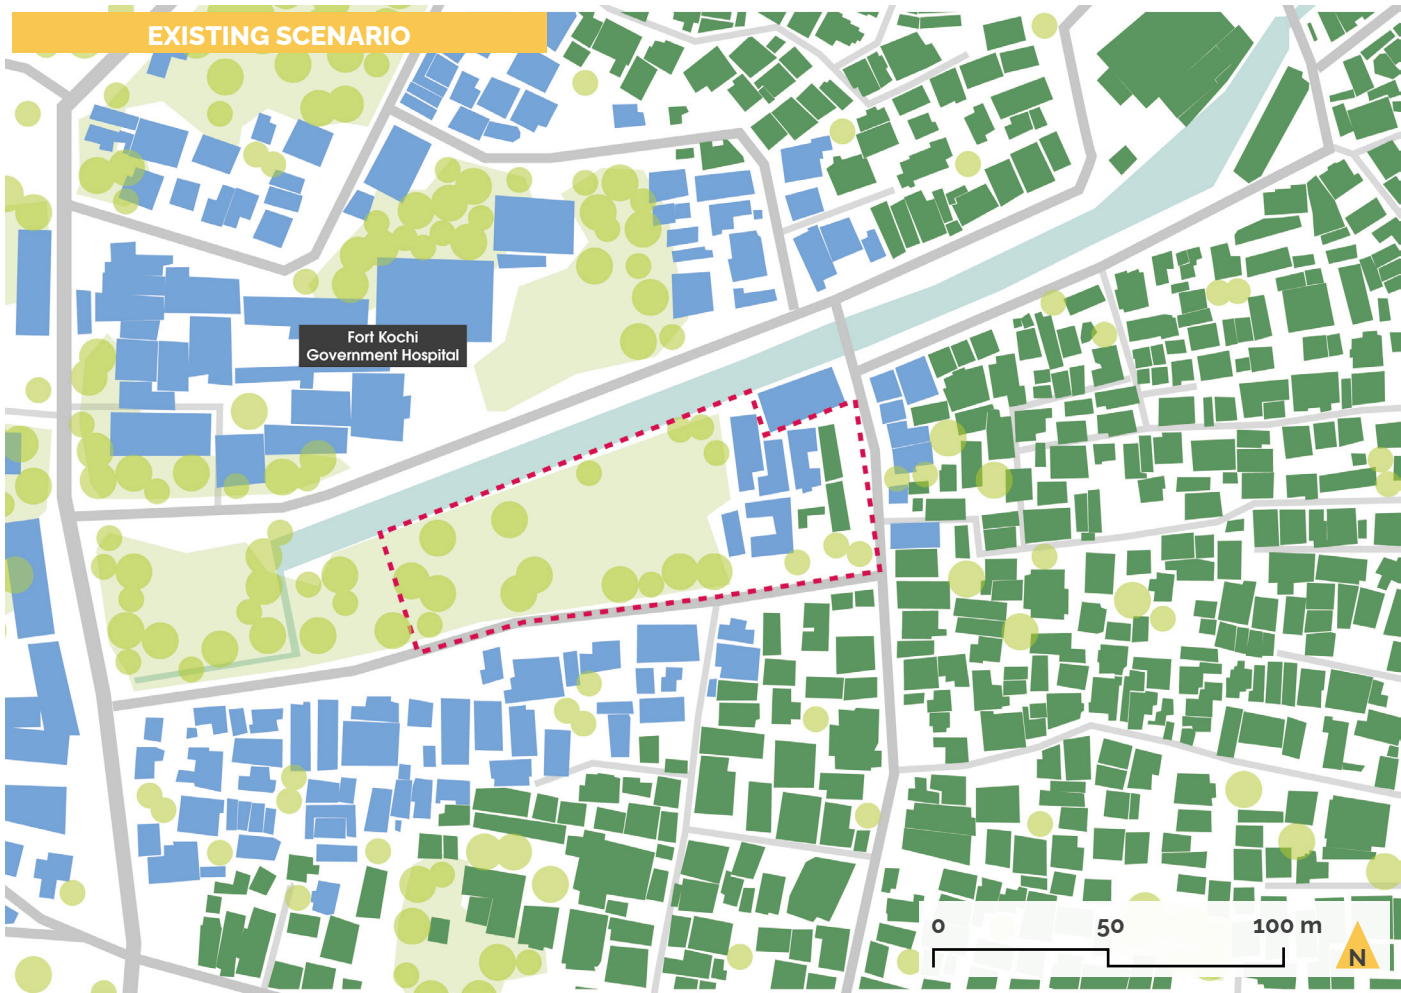 EXISTING SCENARIO
Fort Kochi
Government Hospital
0 50 100 m
N